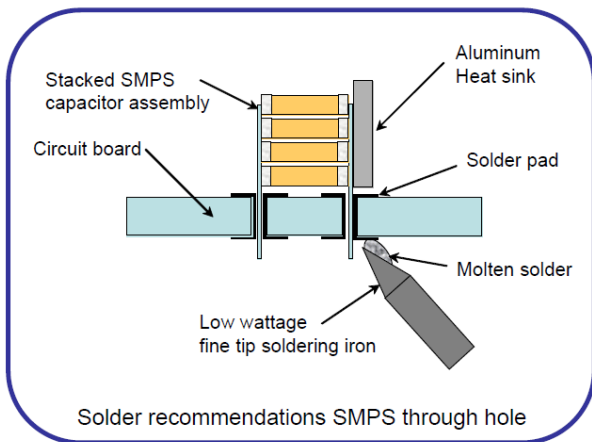 Stacked SMPS
capacitor assembly
Aluminum
Heat sink
Circuit board
Solder pad
Molten solder
Low wattage
fine tip soldering iron
Solder recommendations SMPS through hole